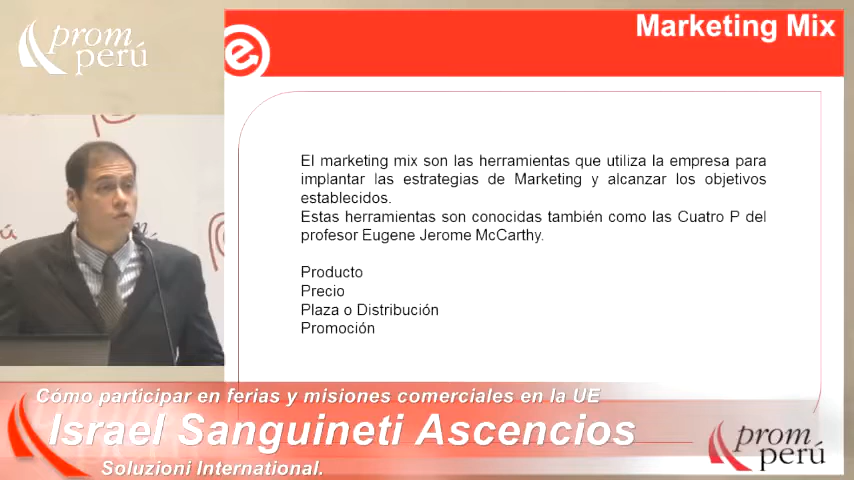 prom
perú
Marketing Mix
El marketing mix son las herramientas que utiliza la empresa para
implantar las estrategias de Marketing y alcanzar los objetivos
establecidos.
Estas herramientas son conocidas también como las Cuatro P del
profesor Eugene Jerome McCarthy.
Producto
Precio
Plaza o Distribución
Promoción
Cómo participar en ferias y misiones comerciales en la UE
Israel Sanguineti Ascencios
Soluzioni International.
prom
perú